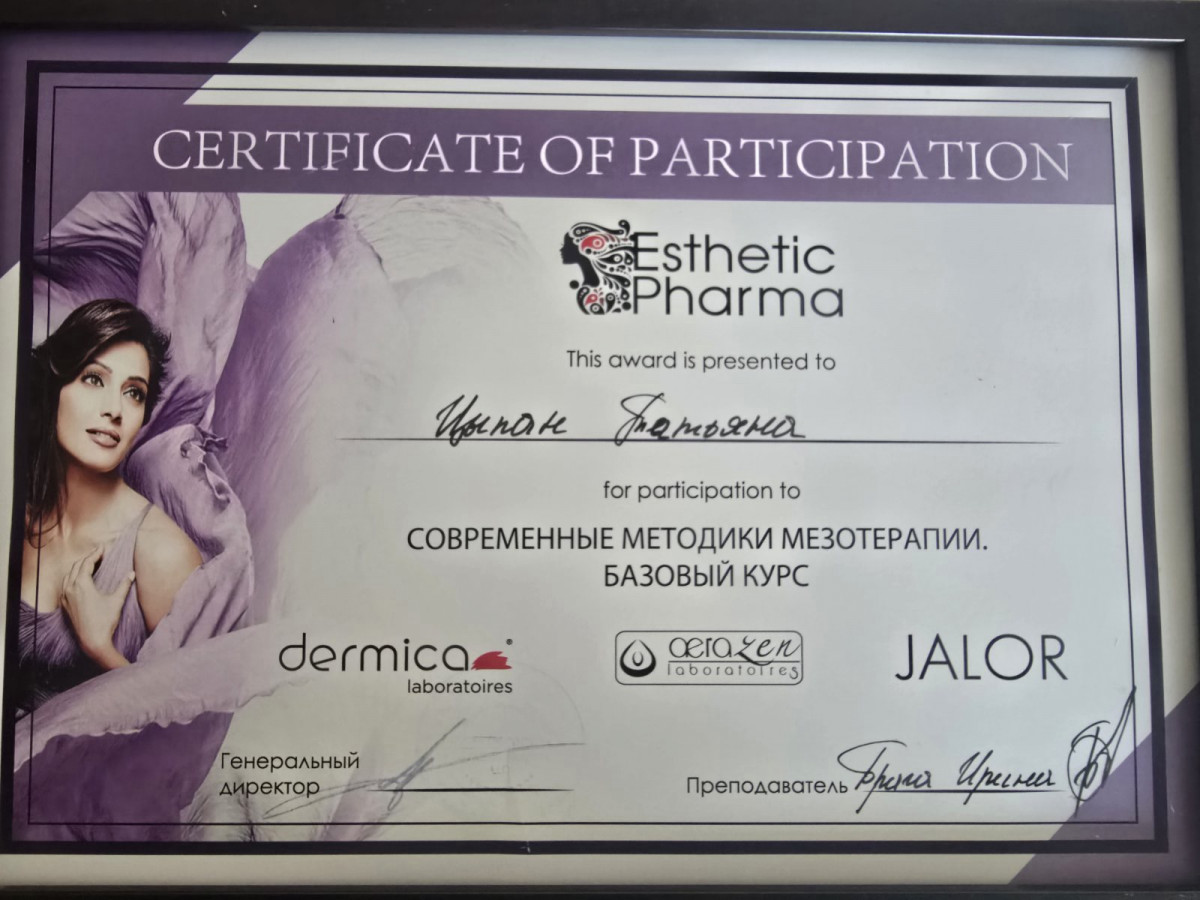 CERTIFICATE OF PARTICIPATION
Esthetic
Pharma
This award is presented to
Цыпан Татьяна
for participation to
СОВРЕМЕННЫЕ МЕТОДИКИ МЕЗОТЕРАПИИ.
БАЗОВЫЙ КУРС
dermica®
laboratoires
aerazen
laboratoires
JALOR
Генеральный
директор
Преподаватель Ирина